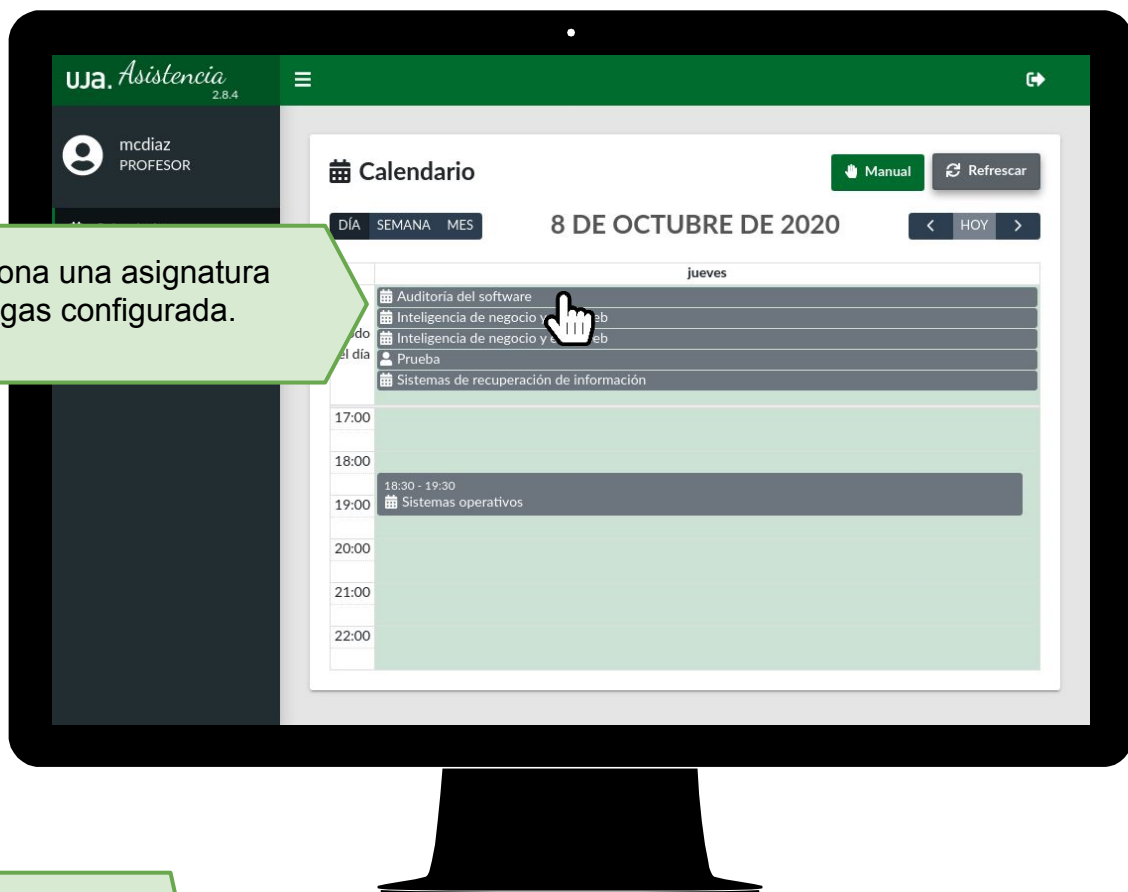 uja. Asistencia
2.8.4
mcdiaz
PROFESOR
Calendario
Manual
Refrescar
DÍA SEMANA MES
8 DE OCTUBRE DE 2020
HOY
ona una asignatura
gas configurada.
jueves
Auditoría del software
Inteligencia de negocio
Inteligencia de negocio y
el día
Prueba
Sistemas de recuperación de información
17:00
18:00
18:30 - 19:30
19:00
Sistemas operativos
20:00
21:00
22:00